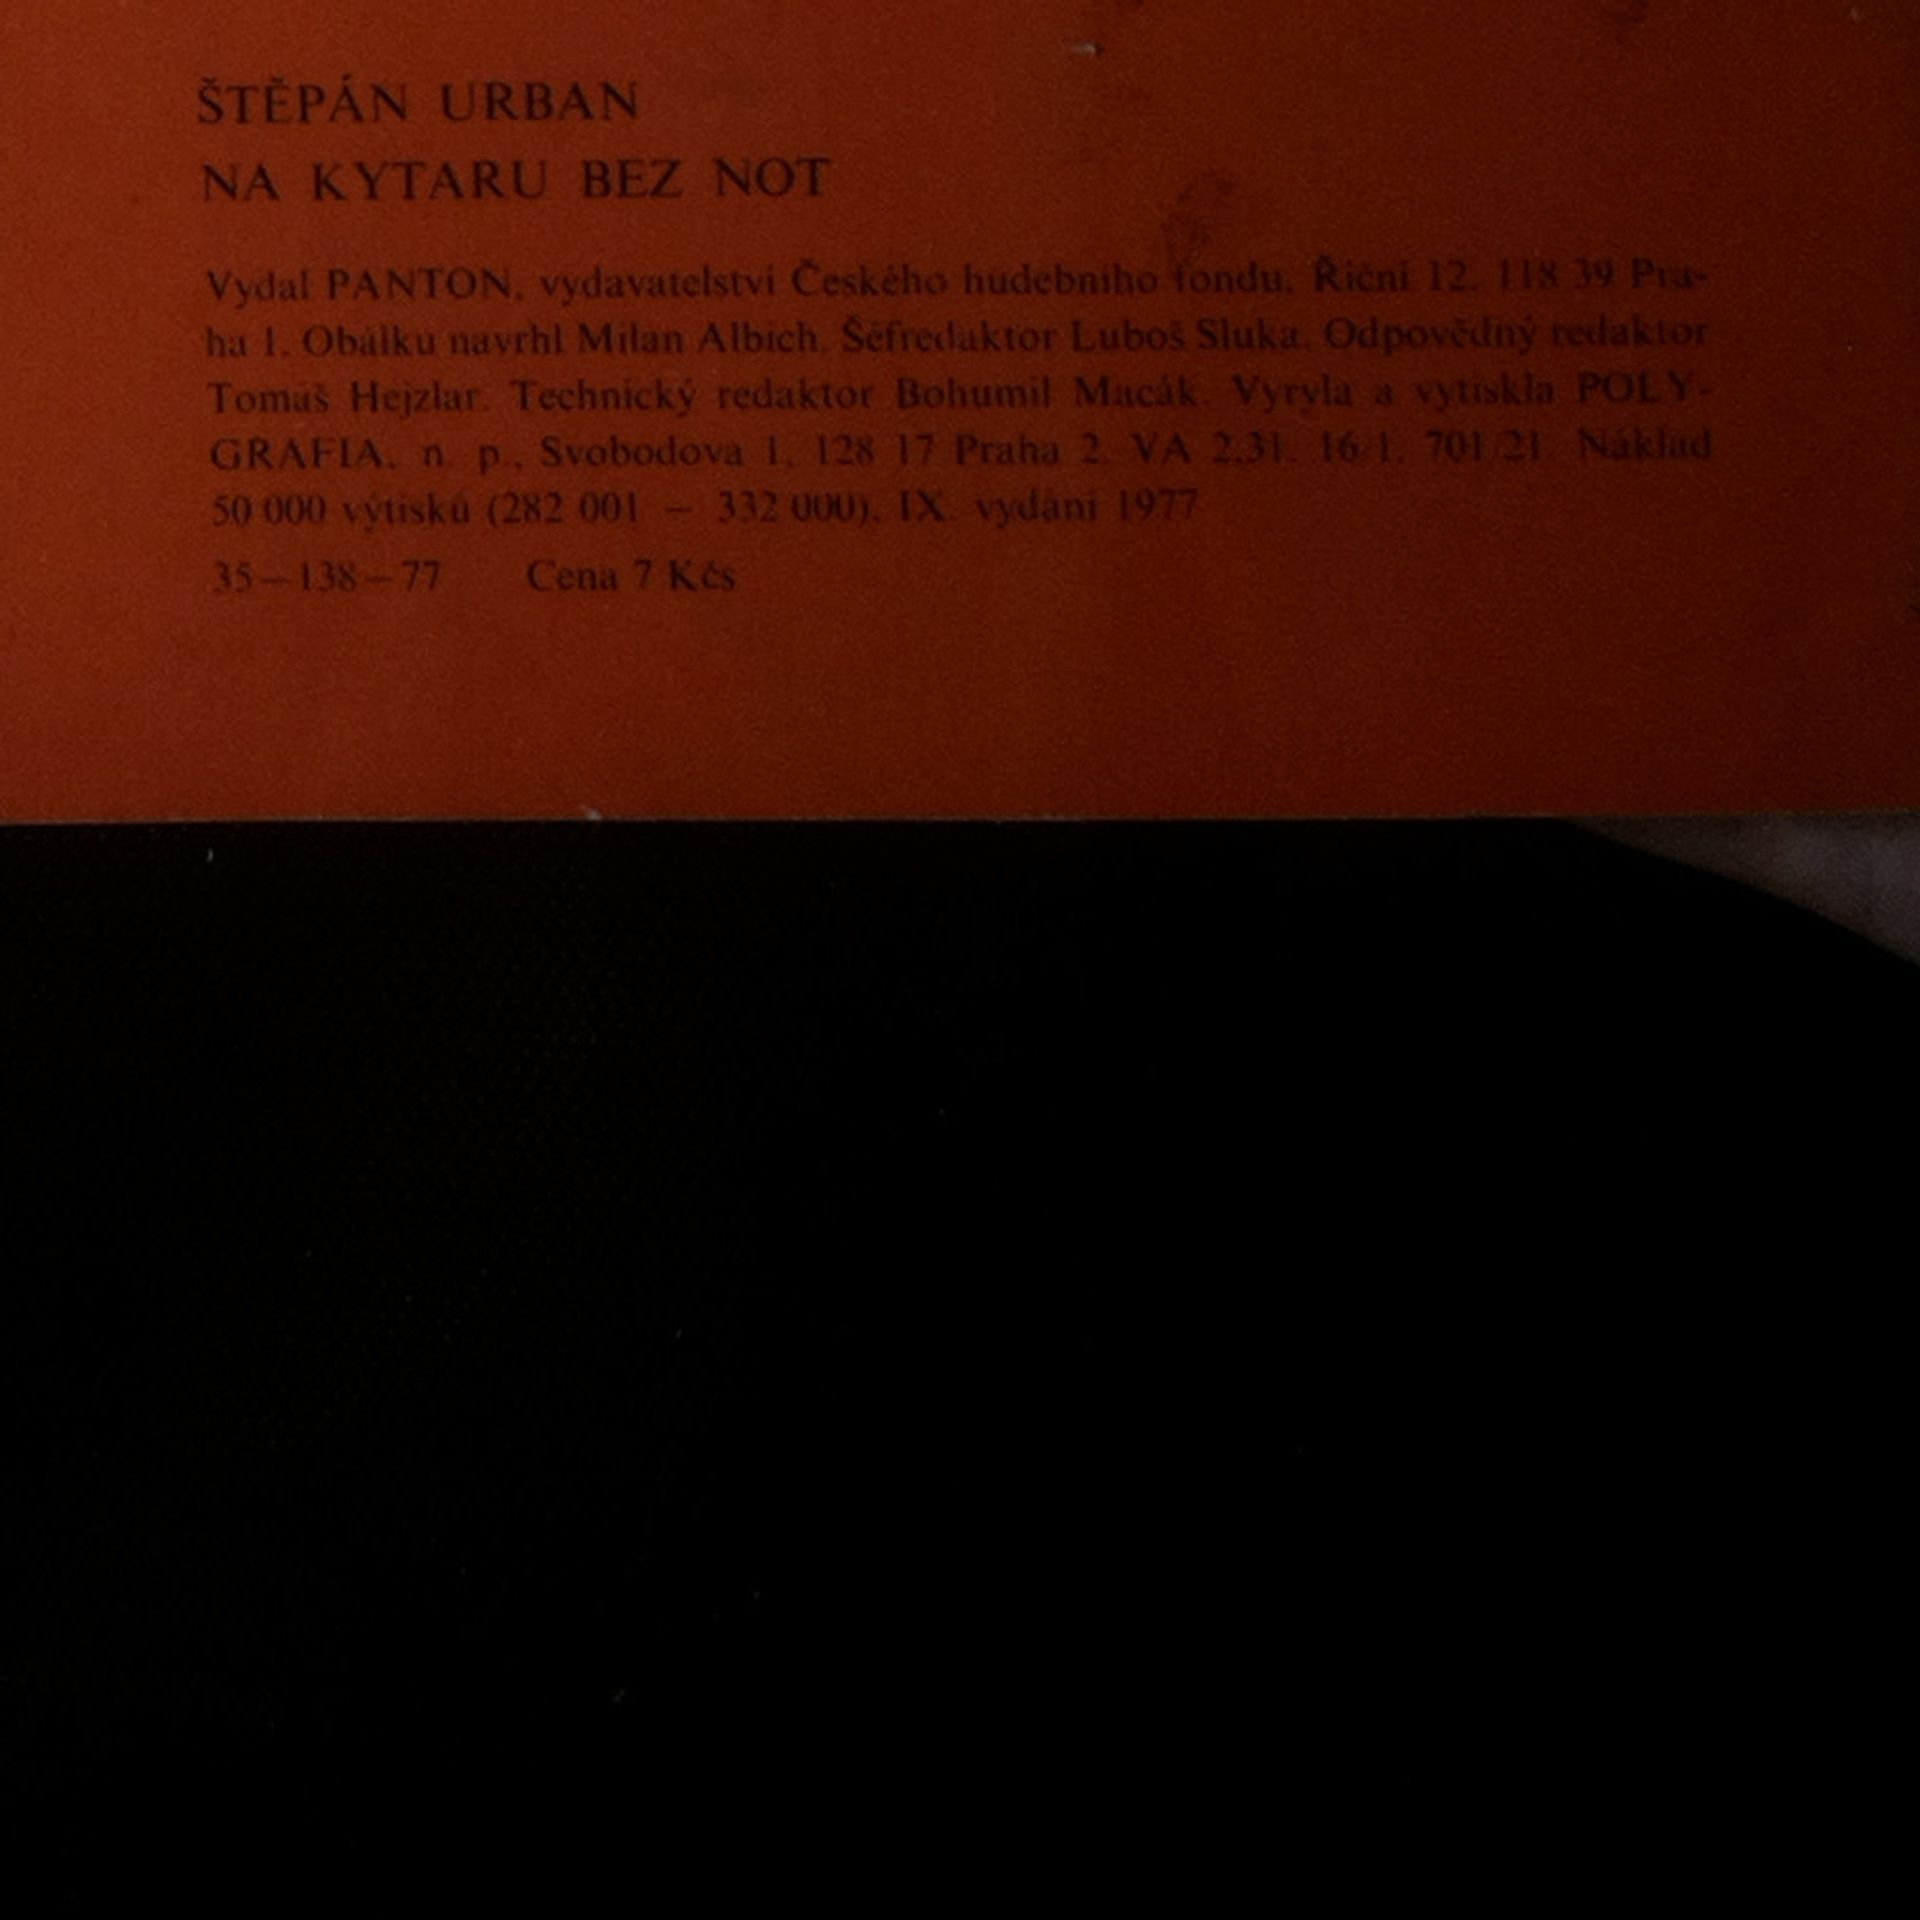 ŠTĚPÁN URBAN
NA KYTARU BEZ NOT
Vydal PANTON, vydavatelství Českého hudebního fondu, Říční 12, 118 39 Pra-
ha 1. Obálku navrhl Milan Albich. Šéfredaktor Luboš Sluka. Odpovědný redaktor
Tomáš Hejzlar. Technický redaktor Bohumil Macák. Vyryla a vytiskla POLY-
GRAFIA, n. p., Svobodova 1, 128 17 Praha 2. VA 2,31. 16/1. 701/21 Náklad
50 000 výtisků (282 001 – 332 000), IX. vydání 1977
35–138–77 Cena 7 Kčs